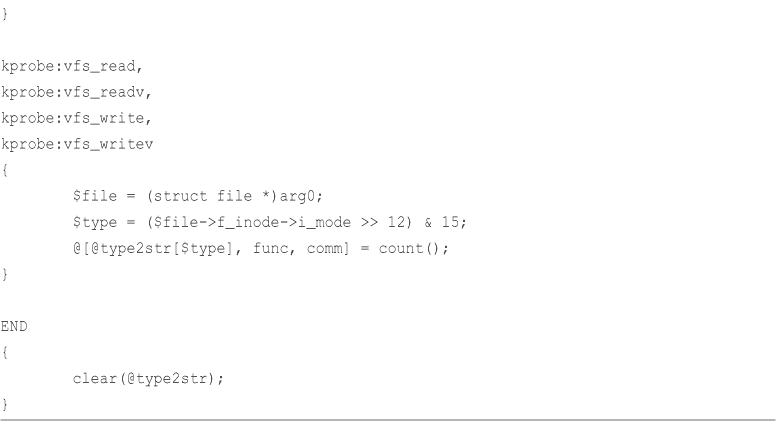 }
kprobe:vfs_read,
kprobe:vfs_readv,
kprobe:vfs_write,
kprobe:vfs_writev
{
        $file = (struct file *)arg0;
        $type = ($file->f_inode->i_mode >> 12) & 15;
        @[@type2str[$type], func, comm] = count();
}
END
{
        clear(@type2str);
}